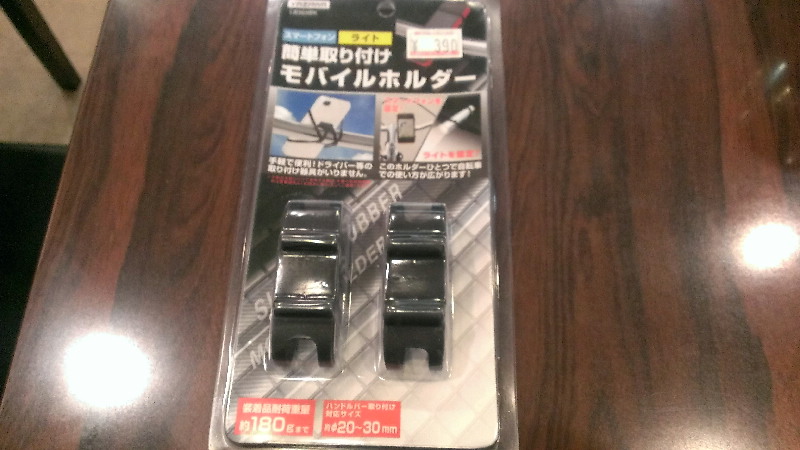 スマートフォン ライト
¥ 390
簡単取り付け
モバイルホルダー
手軽で便利!ドライバー等の
取り付け器具がいりません。
ライトを固定!
このホルダーひとつで自転車
での使い方が広がります!
RUBBER
装着品耐荷重量
約180gまで
ハンドルバー取り付け
対応サイズ
約φ20~30mm